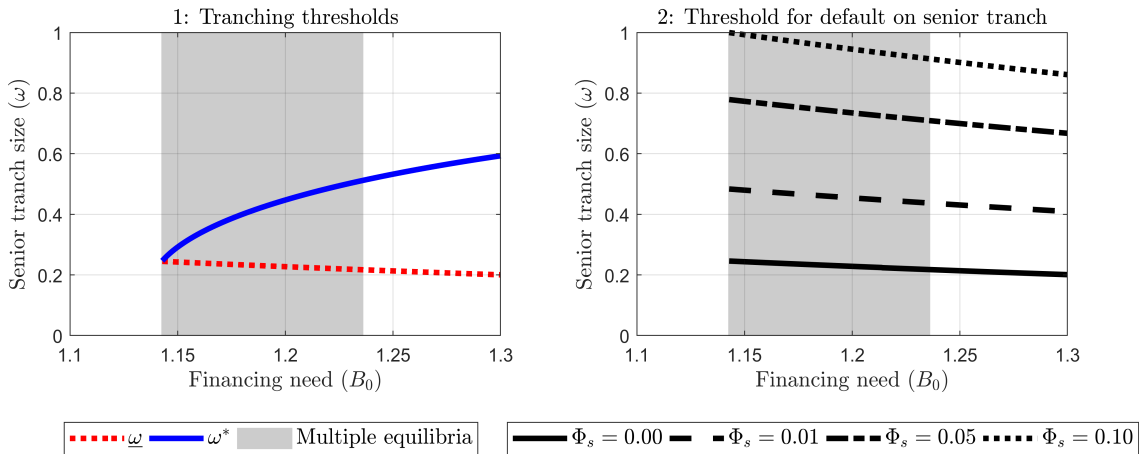 1: Tranching thresholds
Senior tranch size (ω)
1
0.8
0.6
0.4
0.2
0
1.1 1.15 1.2 1.25 1.3
Financing need (B₀)
2: Threshold for default on senior tranch
Senior tranch size (ω)
1
0.8
0.6
0.4
0.2
0
1.1 1.15 1.2 1.25 1.3
Financing need (B₀)
ω̲ ω* Multiple equilibria
Φₛ = 0.00 Φₛ = 0.01 Φₛ = 0.05 Φₛ = 0.10